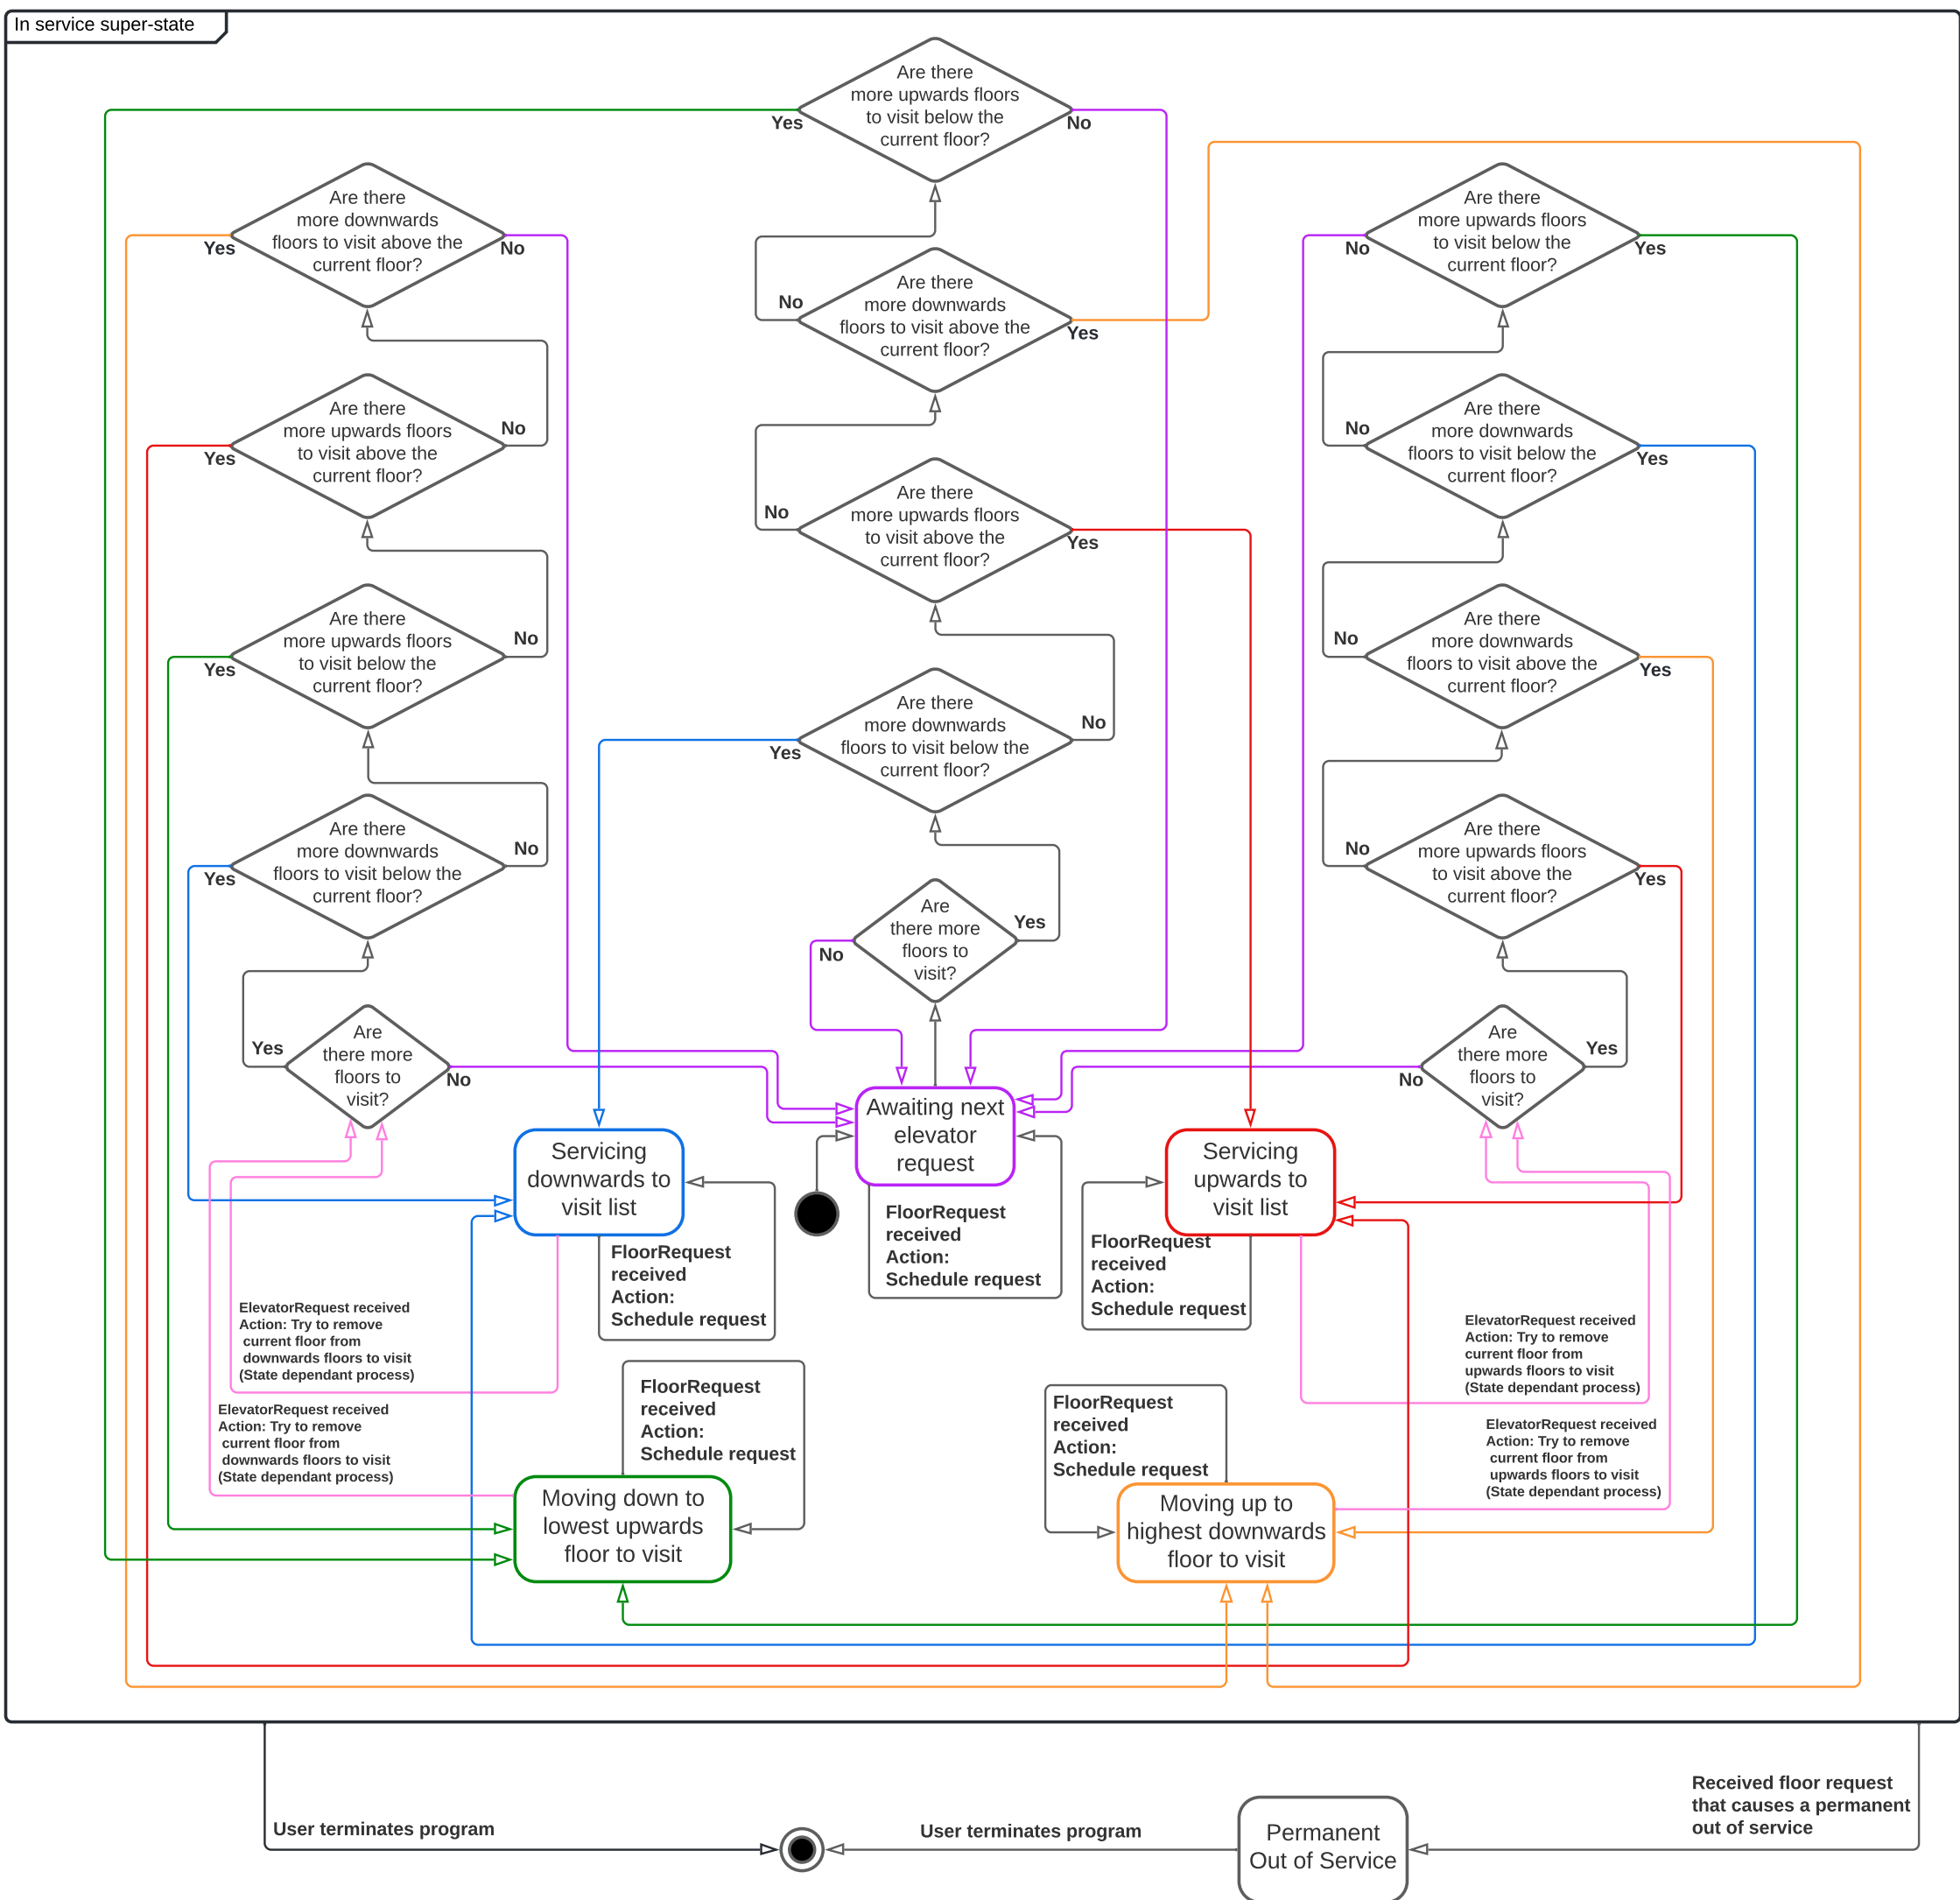 In service super-state
Are there
more upwards floors
to visit below the
current floor?
Yes
No
Are there
more downwards
floors to visit above the
current floor?
Yes
No
Are there
more downwards
floors to visit above the
current floor?
No
Yes
Are there
more upwards floors
to visit below the
current floor?
No
Yes
Are there
more upwards floors
to visit above the
current floor?
Yes
No
Are there
more upwards floors
to visit above the
current floor?
No
Yes
Are there
more downwards
floors to visit below the
current floor?
No
Yes
Are there
more upwards floors
to visit below the
current floor?
Yes
No
Are there
more downwards
floors to visit below the
current floor?
Yes
No
Are there
more downwards
floors to visit above the
current floor?
No
Yes
Are there
more downwards
floors to visit below the
current floor?
Yes
No
Are
there more
floors to
visit?
No
Yes
Are there
more upwards floors
to visit above the
current floor?
No
Yes
Are
there more
floors to
visit?
Yes
No
Are
there more
floors to
visit?
No
Yes
Servicing
downwards to
visit list
Awaiting next
elevator
request
Servicing
upwards to
visit list
FloorRequest
received
Action:
Schedule request
FloorRequest
received
Action:
Schedule request
FloorRequest
received
Action:
Schedule request
ElevatorRequest received
Action: Try to remove
current floor from
downwards floors to visit
(State dependant process)
ElevatorRequest received
Action: Try to remove
current floor from
upwards floors to visit
(State dependant process)
ElevatorRequest received
Action: Try to remove
current floor from
downwards floors to visit
(State dependant process)
FloorRequest
received
Action:
Schedule request
FloorRequest
received
Action:
Schedule request
ElevatorRequest received
Action: Try to remove
current floor from
upwards floors to visit
(State dependant process)
Moving down to
lowest upwards
floor to visit
Moving up to
highest downwards
floor to visit
User terminates program
User terminates program
Permanent
Out of Service
Received floor request
that causes a permanent
out of service